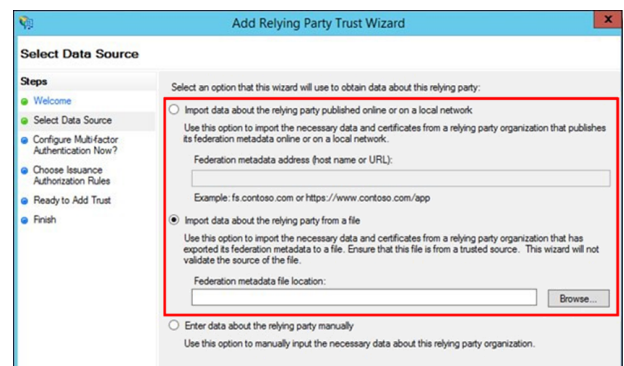 Add Relying Party Trust Wizard
x
Select Data Source
Steps
Welcome
Select Data Source
Configure Multi-factor
Authentication Now?
Choose Issuance
Authorization Rules
Ready to Add Trust
Finish
Select an option that this wizard will use to obtain data about this relying party:
Import data about the relying party published online or on a local network
Use this option to import the necessary data and certificates from a relying party organization that publishes
its federation metadata online or on a local network.
Federation metadata address (host name or URL):
Example: fs.contoso.com or https://www.contoso.com/app
Import data about the relying party from a file
Use this option to import the necessary data and certificates from a relying party organization that has
exported its federation metadata to a file. Ensure that this file is from a trusted source. This wizard will not
validate the source of the file.
Federation metadata file location:
Browse...
Enter data about the relying party manually
Use this option to manually input the necessary data about this relying party organization.